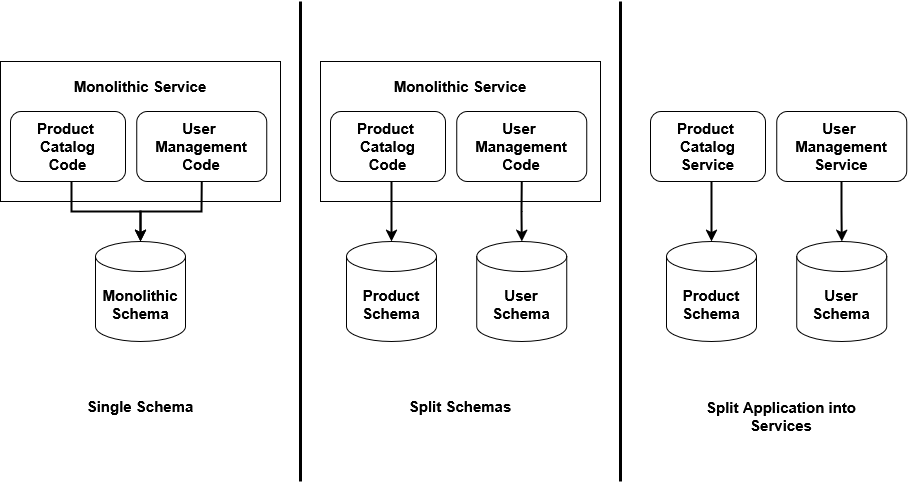 Monolithic Service
Product
Catalog
Code
User
Management
Code
Monolithic
Schema
Single Schema
Monolithic Service
Product
Catalog
Code
User
Management
Code
Product
Schema
User
Schema
Split Schemas
Product
Catalog
Service
User
Management
Service
Product
Schema
User
Schema
Split Application into
Services